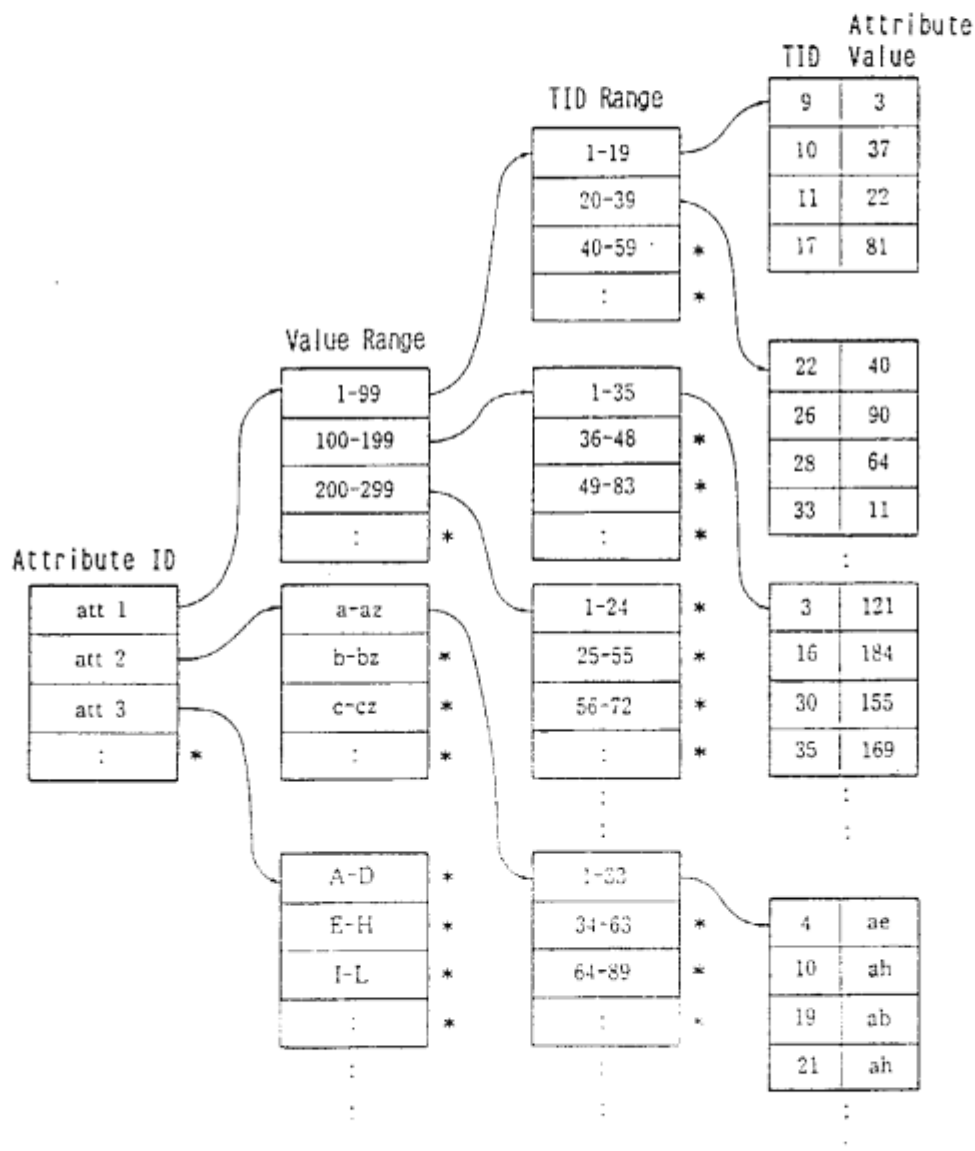 Attribute
TID Value
9 3
10 37
11 22
17 81
TID Range
1-19
20-39
40-59 *
: *
22 40
26 90
28 64
33 11
:
Value Range
1-99
100-199
200-299
: *
1-35
36-48 *
49-83 *
: *
Attribute ID
att 1
att 2
att 3
: *
a-az
b-bz *
c-cz *
: *
1-24 *
25-55 *
56-72 *
: *
:
:
3 121
16 184
30 155
35 169
:
:
A-D *
E-H *
I-L *
: *
:
:
1-33
34-63 *
64-89 *
: *
:
:
4 ae
10 ah
19 ab
21 ah
:
.